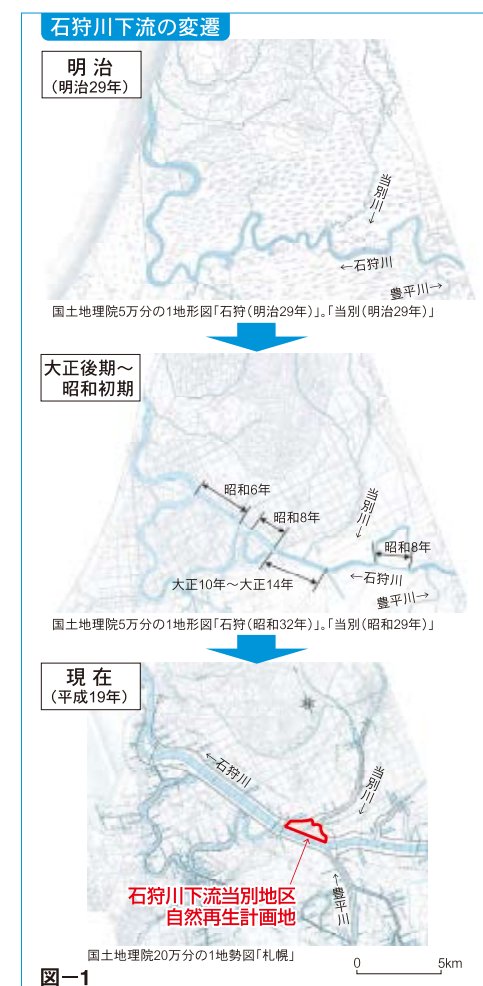 石狩川下流の変遷
明 治
(明治29年)
当別川→
←石狩川
豊平川→
国土地理院5万分の1地形図「石狩(明治29年)」。「当別(明治29年)」
大正後期～
昭和初期
昭和6年
昭和8年
当別川→
昭和8年
大正10年～大正14年
←石狩川
豊平川→
国土地理院5万分の1地形図「石狩(昭和32年)」。「当別(昭和29年)」
現 在
(平成19年)
←石狩川
当別川→
石狩川下流当別地区
自然再生計画地
←豊平川
国土地理院20万分の1地勢図「札幌」
0 5km
図－1